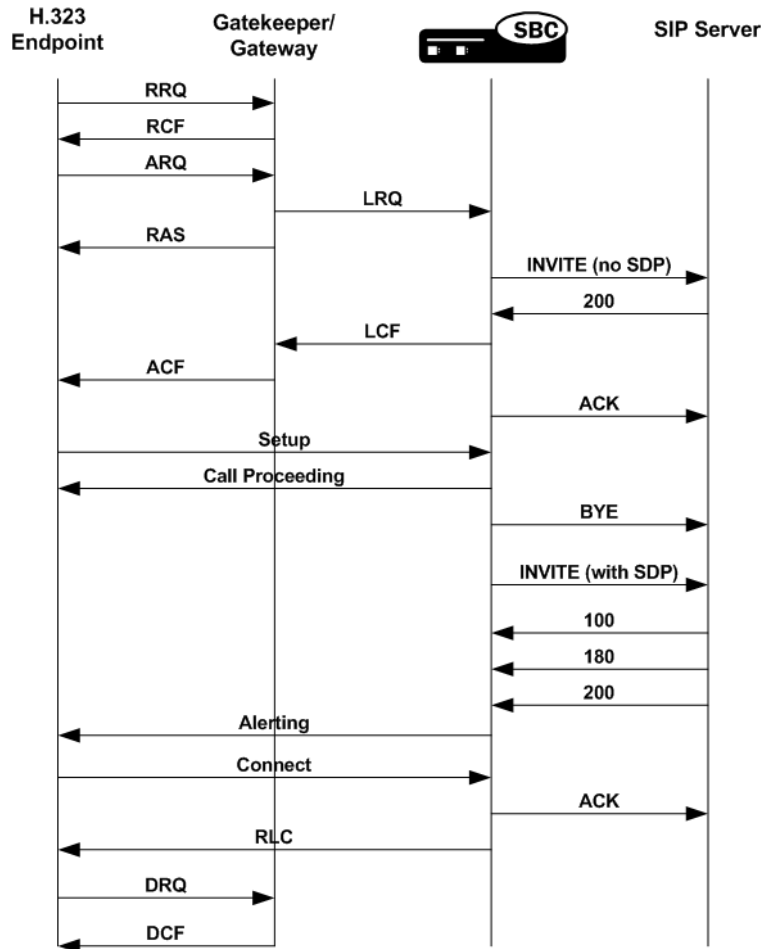 H.323
Endpoint
Gatekeeper/
Gateway
SBC
SIP Server
RRQ
RCF
ARQ
LRQ
RAS
INVITE (no SDP)
200
LCF
ACF
ACK
Setup
Call Proceeding
BYE
INVITE (with SDP)
100
180
200
Alerting
Connect
ACK
RLC
DRQ
DCF